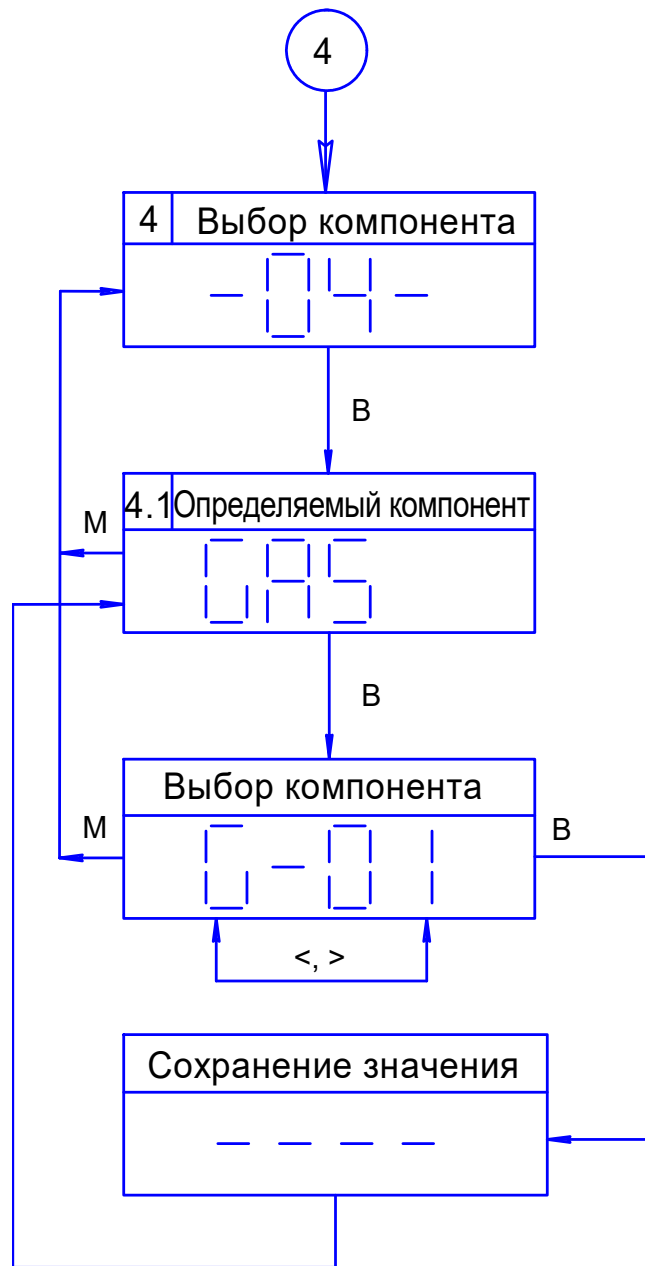 4
4 Выбор компонента
-04-
В
4.1 Определяемый компонент
М
GAS
В
Выбор компонента
М
В
G-01
<, >
Сохранение значения
- - - -